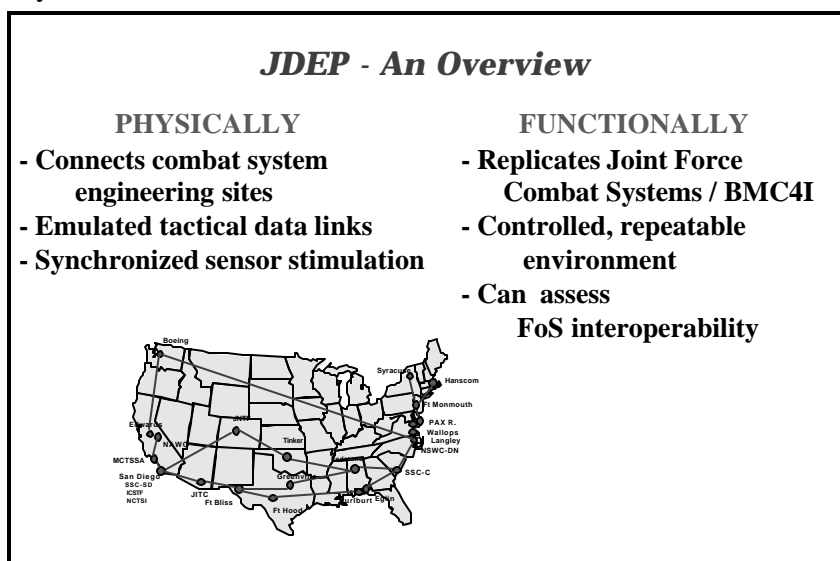 JDEP - An Overview
PHYSICALLY
- Connects combat system
engineering sites
- Emulated tactical data links
- Synchronized sensor stimulation
FUNCTIONALLY
- Replicates Joint Force
Combat Systems / BMC4I
- Controlled, repeatable
environment
- Can assess
FoS interoperability
Boeing
Syracuse
Hanscom
Ft Monmouth
PAX R.
Wallops
Langley
NSWC-DN
Edwards
NAWC
JNTF
Tinker
MCTSSA
San Diego
SSC-SD
ICSTF
NCTSI
SSC-C
Greenville
JITC
Ft Bliss
Ft Hood
Hurlburt
Eglin